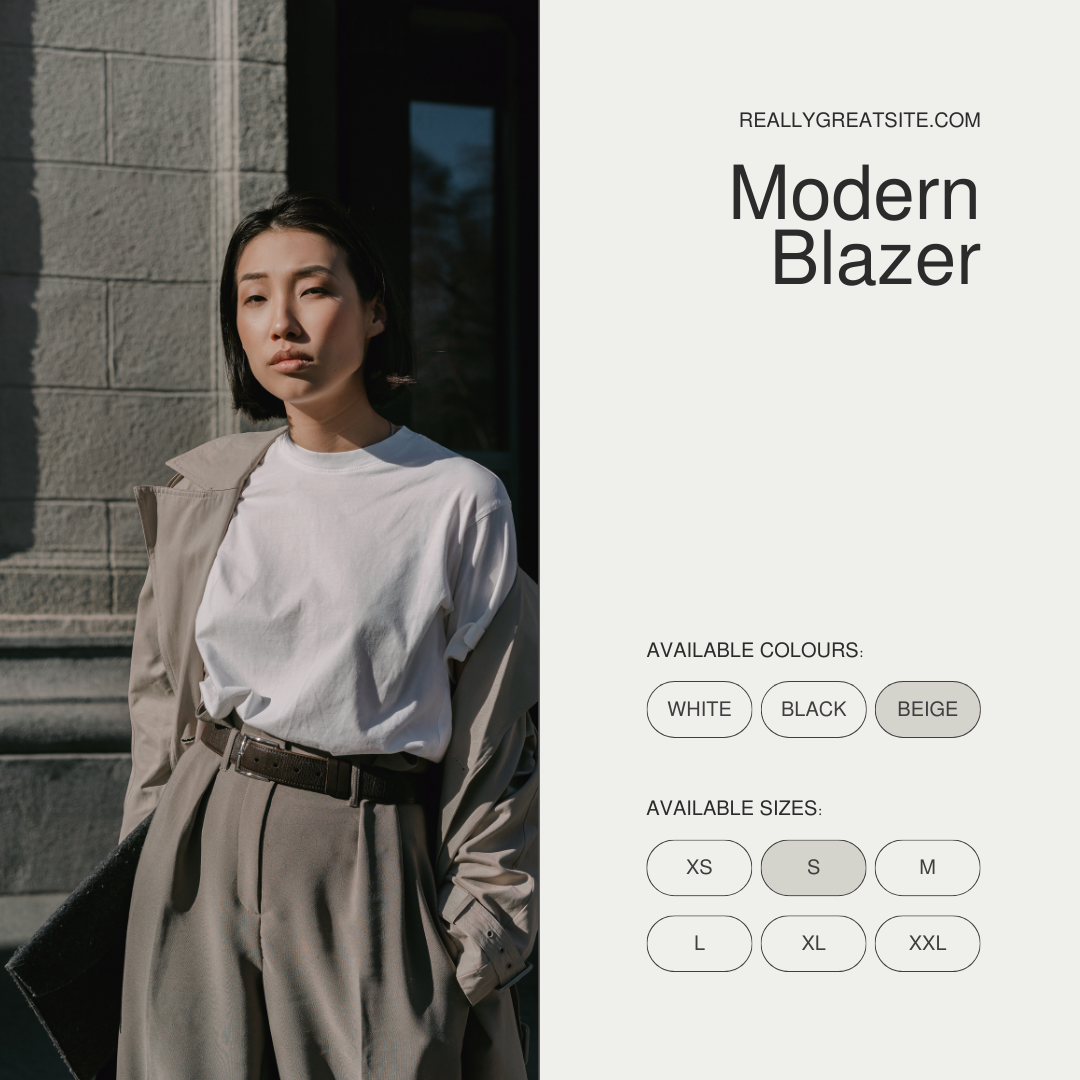 REALLYGREATSITE.COM
Modern
Blazer
AVAILABLE COLOURS:
WHITE BLACK BEIGE
AVAILABLE SIZES:
XS S M
L XL XXL